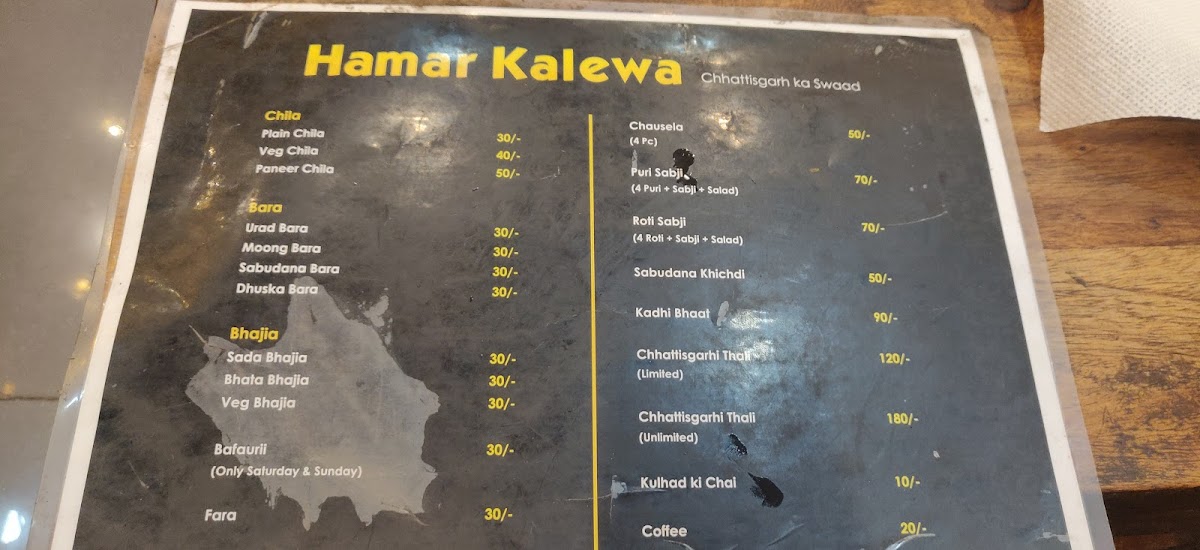 Hamar Kalewa Chhattisgarh ka Swaad
Chila
Plain Chila 30/-
Veg Chila 40/-
Paneer Chila 50/-
Bara
Urad Bara 30/-
Moong Bara 30/-
Sabudana Bara 30/-
Dhuska Bara 30/-
Bhajia
Sada Bhajia 30/-
Bhata Bhajia 30/-
Veg Bhajia 30/-
Bafaurii 30/-
(Only Saturday & Sunday)
Fara 30/-
Chausela 50/-
(4 Pc)
Puri Sabji 70/-
(4 Puri + Sabji + Salad)
Roti Sabji 70/-
(4 Roti + Sabji + Salad)
Sabudana Khichdi 50/-
Kadhi Bhaat 90/-
Chhattisgarhi Thali 120/-
(Limited)
Chhattisgarhi Thali 180/-
(Unlimited)
Kulhad ki Chai 10/-
Coffee 20/-